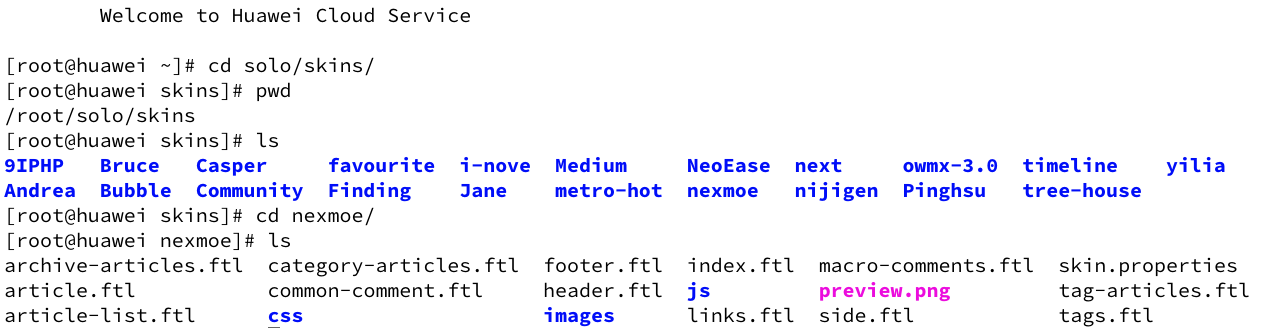 Welcome to Huawei Cloud Service
[root@huawei ~]# cd solo/skins/
[root@huawei skins]# pwd
/root/solo/skins
[root@huawei skins]# ls
9IPHP Bruce Casper favourite i-nove Medium NeoEase next owmx-3.0 timeline yilia
Andrea Bubble Community Finding Jane metro-hot nexmoe nijigen Pinghsu tree-house
[root@huawei skins]# cd nexmoe/
[root@huawei nexmoe]# ls
archive-articles.ftl category-articles.ftl footer.ftl index.ftl macro-comments.ftl skin.properties
article.ftl common-comment.ftl header.ftl js preview.png tag-articles.ftl
article-list.ftl css images links.ftl side.ftl tags.ftl